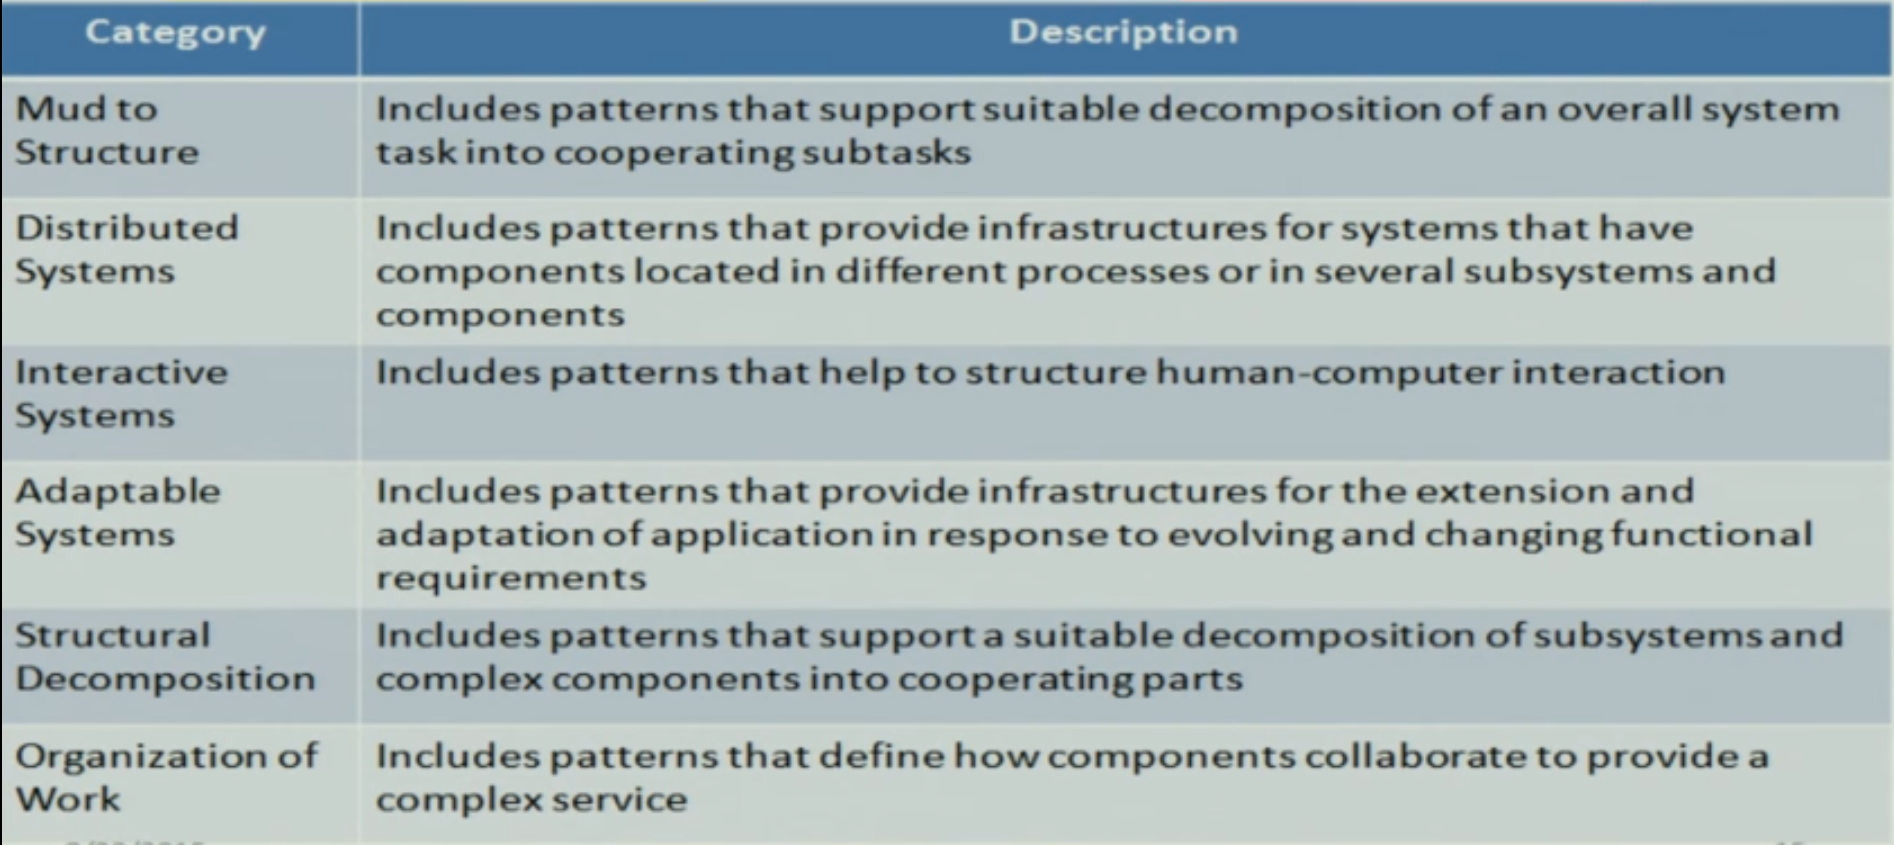 Category Description
Mud to
Structure
Includes patterns that support suitable decomposition of an overall system
task into cooperating subtasks
Distributed
Systems
Includes patterns that provide infrastructures for systems that have
components located in different processes or in several subsystems and
components
Interactive
Systems
Includes patterns that help to structure human-computer interaction
Adaptable
Systems
Includes patterns that provide infrastructures for the extension and
adaptation of application in response to evolving and changing functional
requirements
Structural
Decomposition
Includes patterns that support a suitable decomposition of subsystems and
complex components into cooperating parts
Organization of
Work
Includes patterns that define how components collaborate to provide a
complex service